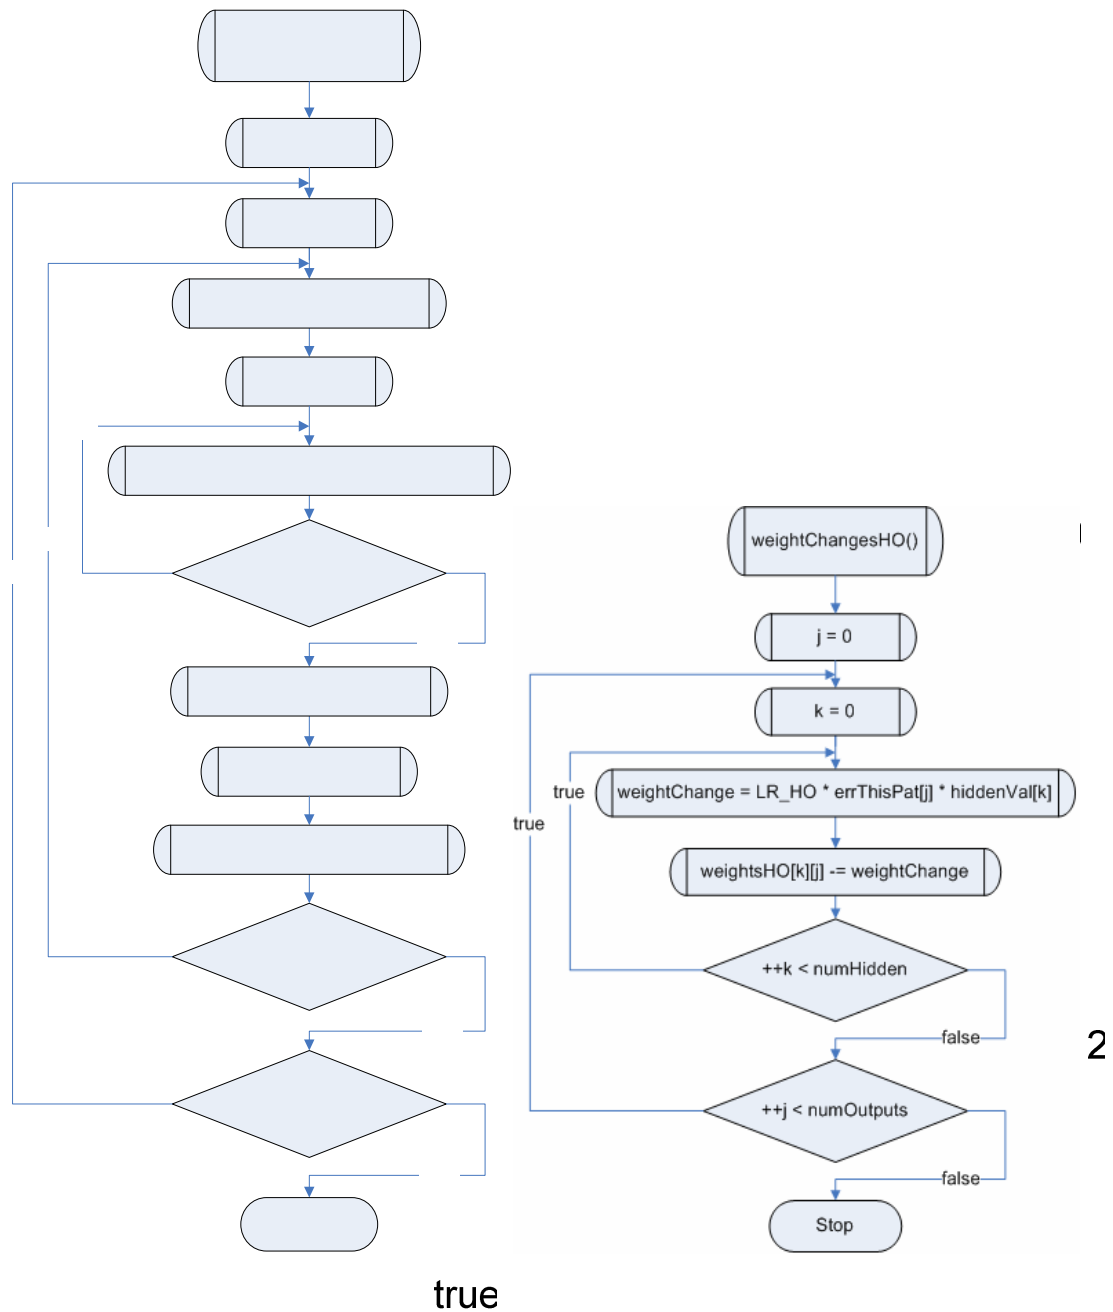 weightChangesHO()
j = 0
k = 0
true
weightChange = LR_HO * errThisPat[j] * hiddenVal[k]
true
weightsHO[k][j] -= weightChange
++k < numHidden
false
2
++j < numOutputs
false
Stop
true